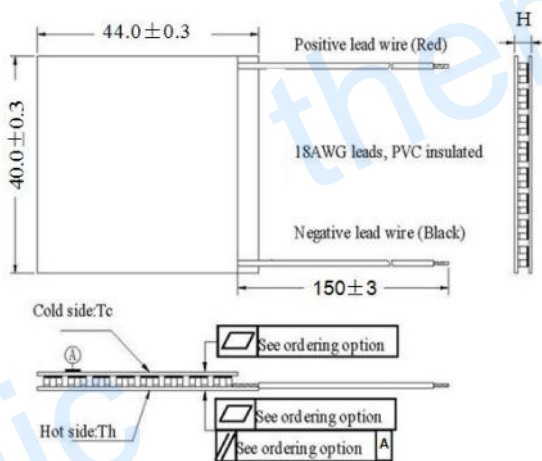 44.0±0.3
H
Positive lead wire (Red)
40.0±0.3
18AWG leads, PVC insulated
Negative lead wire (Black)
150±3
Cold side:Tc
A
See ordering option
See ordering option
Hot side:Th
See ordering option A